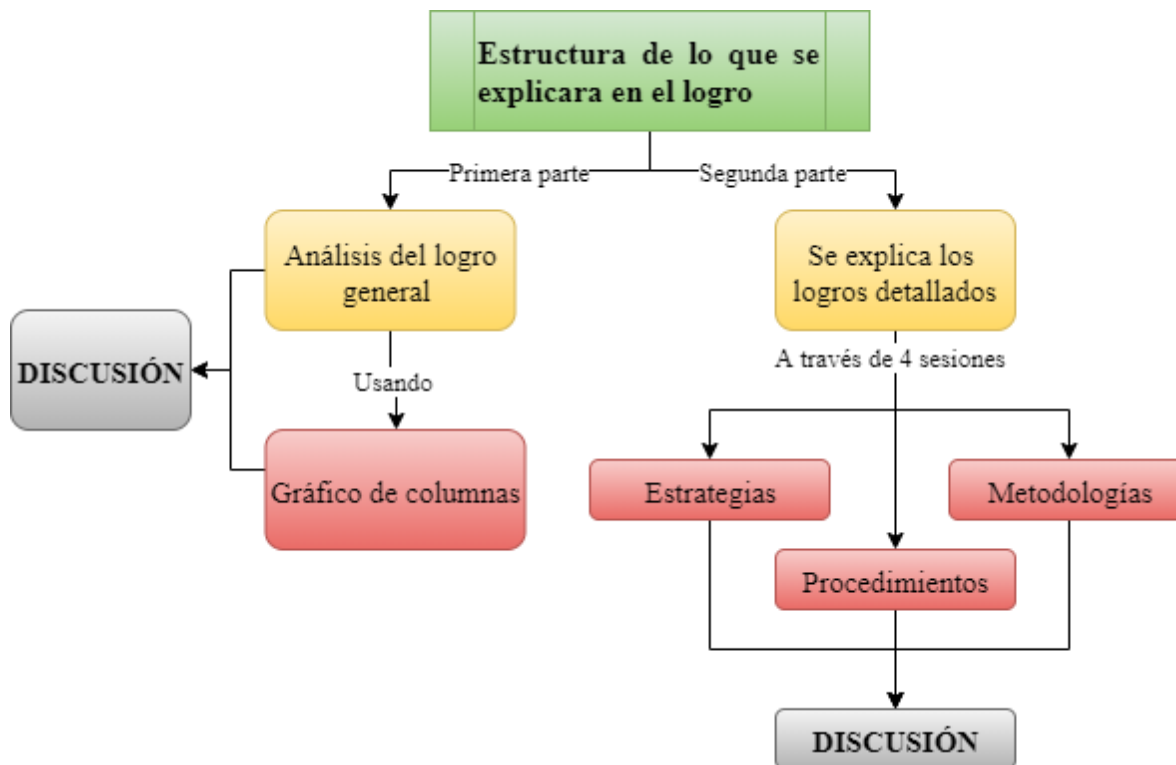 Estructura de lo que se
explicara en el logro
Primera parte
Segunda parte
Análisis del logro
general
Se explica los
logros detallados
DISCUSIÓN
Usando
A través de 4 sesiones
Gráfico de columnas
Estrategias
Metodologías
Procedimientos
DISCUSIÓN